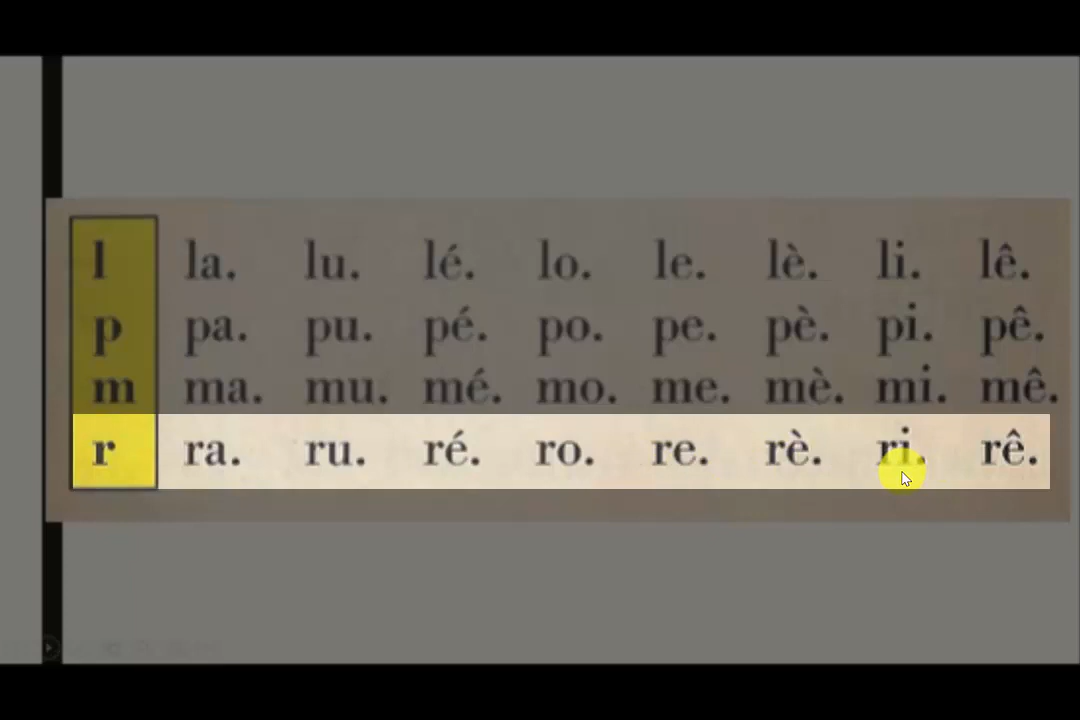 l la. lu. lé. lo. le. lè. li. lê.
p pa. pu. pé. po. pe. pè. pi. pê.
m ma. mu. mé. mo. me. mè. mi. mê.
r ra. ru. ré. ro. re. rè. ri. rê.